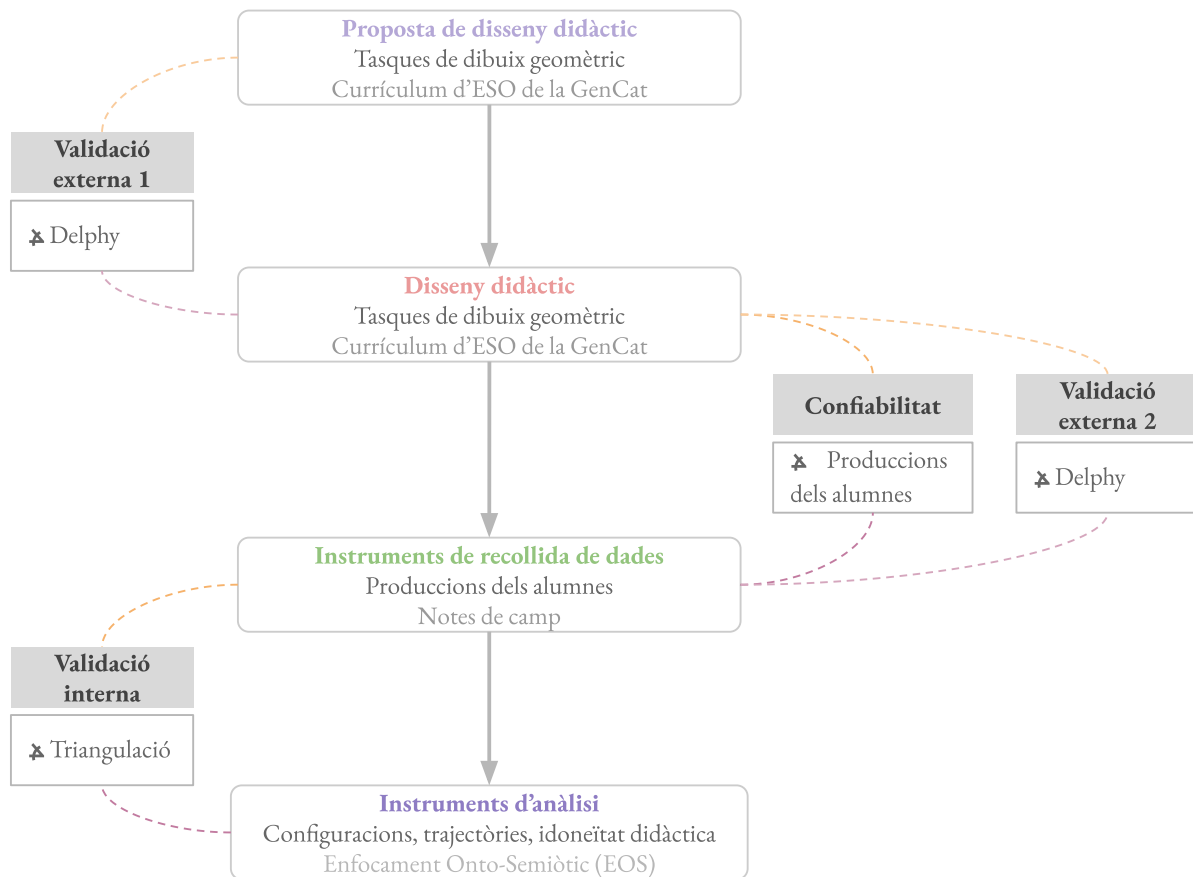 Proposta de disseny didàctic
Tasques de dibuix geomètric
Currículum d'ESO de la GenCat
Validació
externa 1
Delphy
Disseny didàctic
Tasques de dibuix geomètric
Currículum d'ESO de la GenCat
Confiabilitat
Produccions
dels alumnes
Validació
externa 2
Delphy
Instruments de recollida de dades
Produccions dels alumnes
Notes de camp
Validació
interna
Triangulació
Instruments d'anàlisi
Configuracions, trajectòries, idoneïtat didàctica
Enfocament Onto-Semiòtic (EOS)